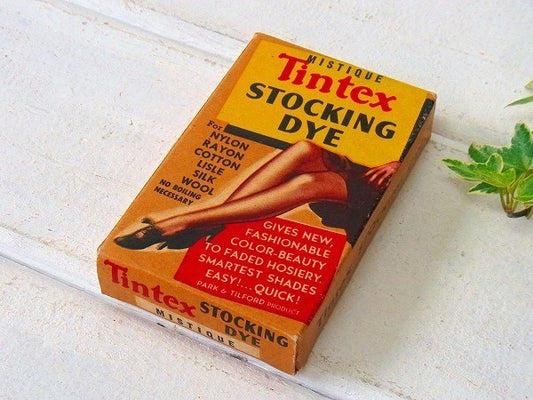 MISTIQUE
Tintex
STOCKING
DYE
For
NYLON
RAYON
COTTON
LISLE
SILK
WOOL
NO BOILING
NECESSARY
GIVES NEW,
FASHIONABLE
COLOR-BEAUTY
TO FADED HOSIERY.
SMARTEST SHADES
EASY!...QUICK!
PARK & TILFORD PRODUCT
Tintex STOCKING
DYE
MISTIQUE